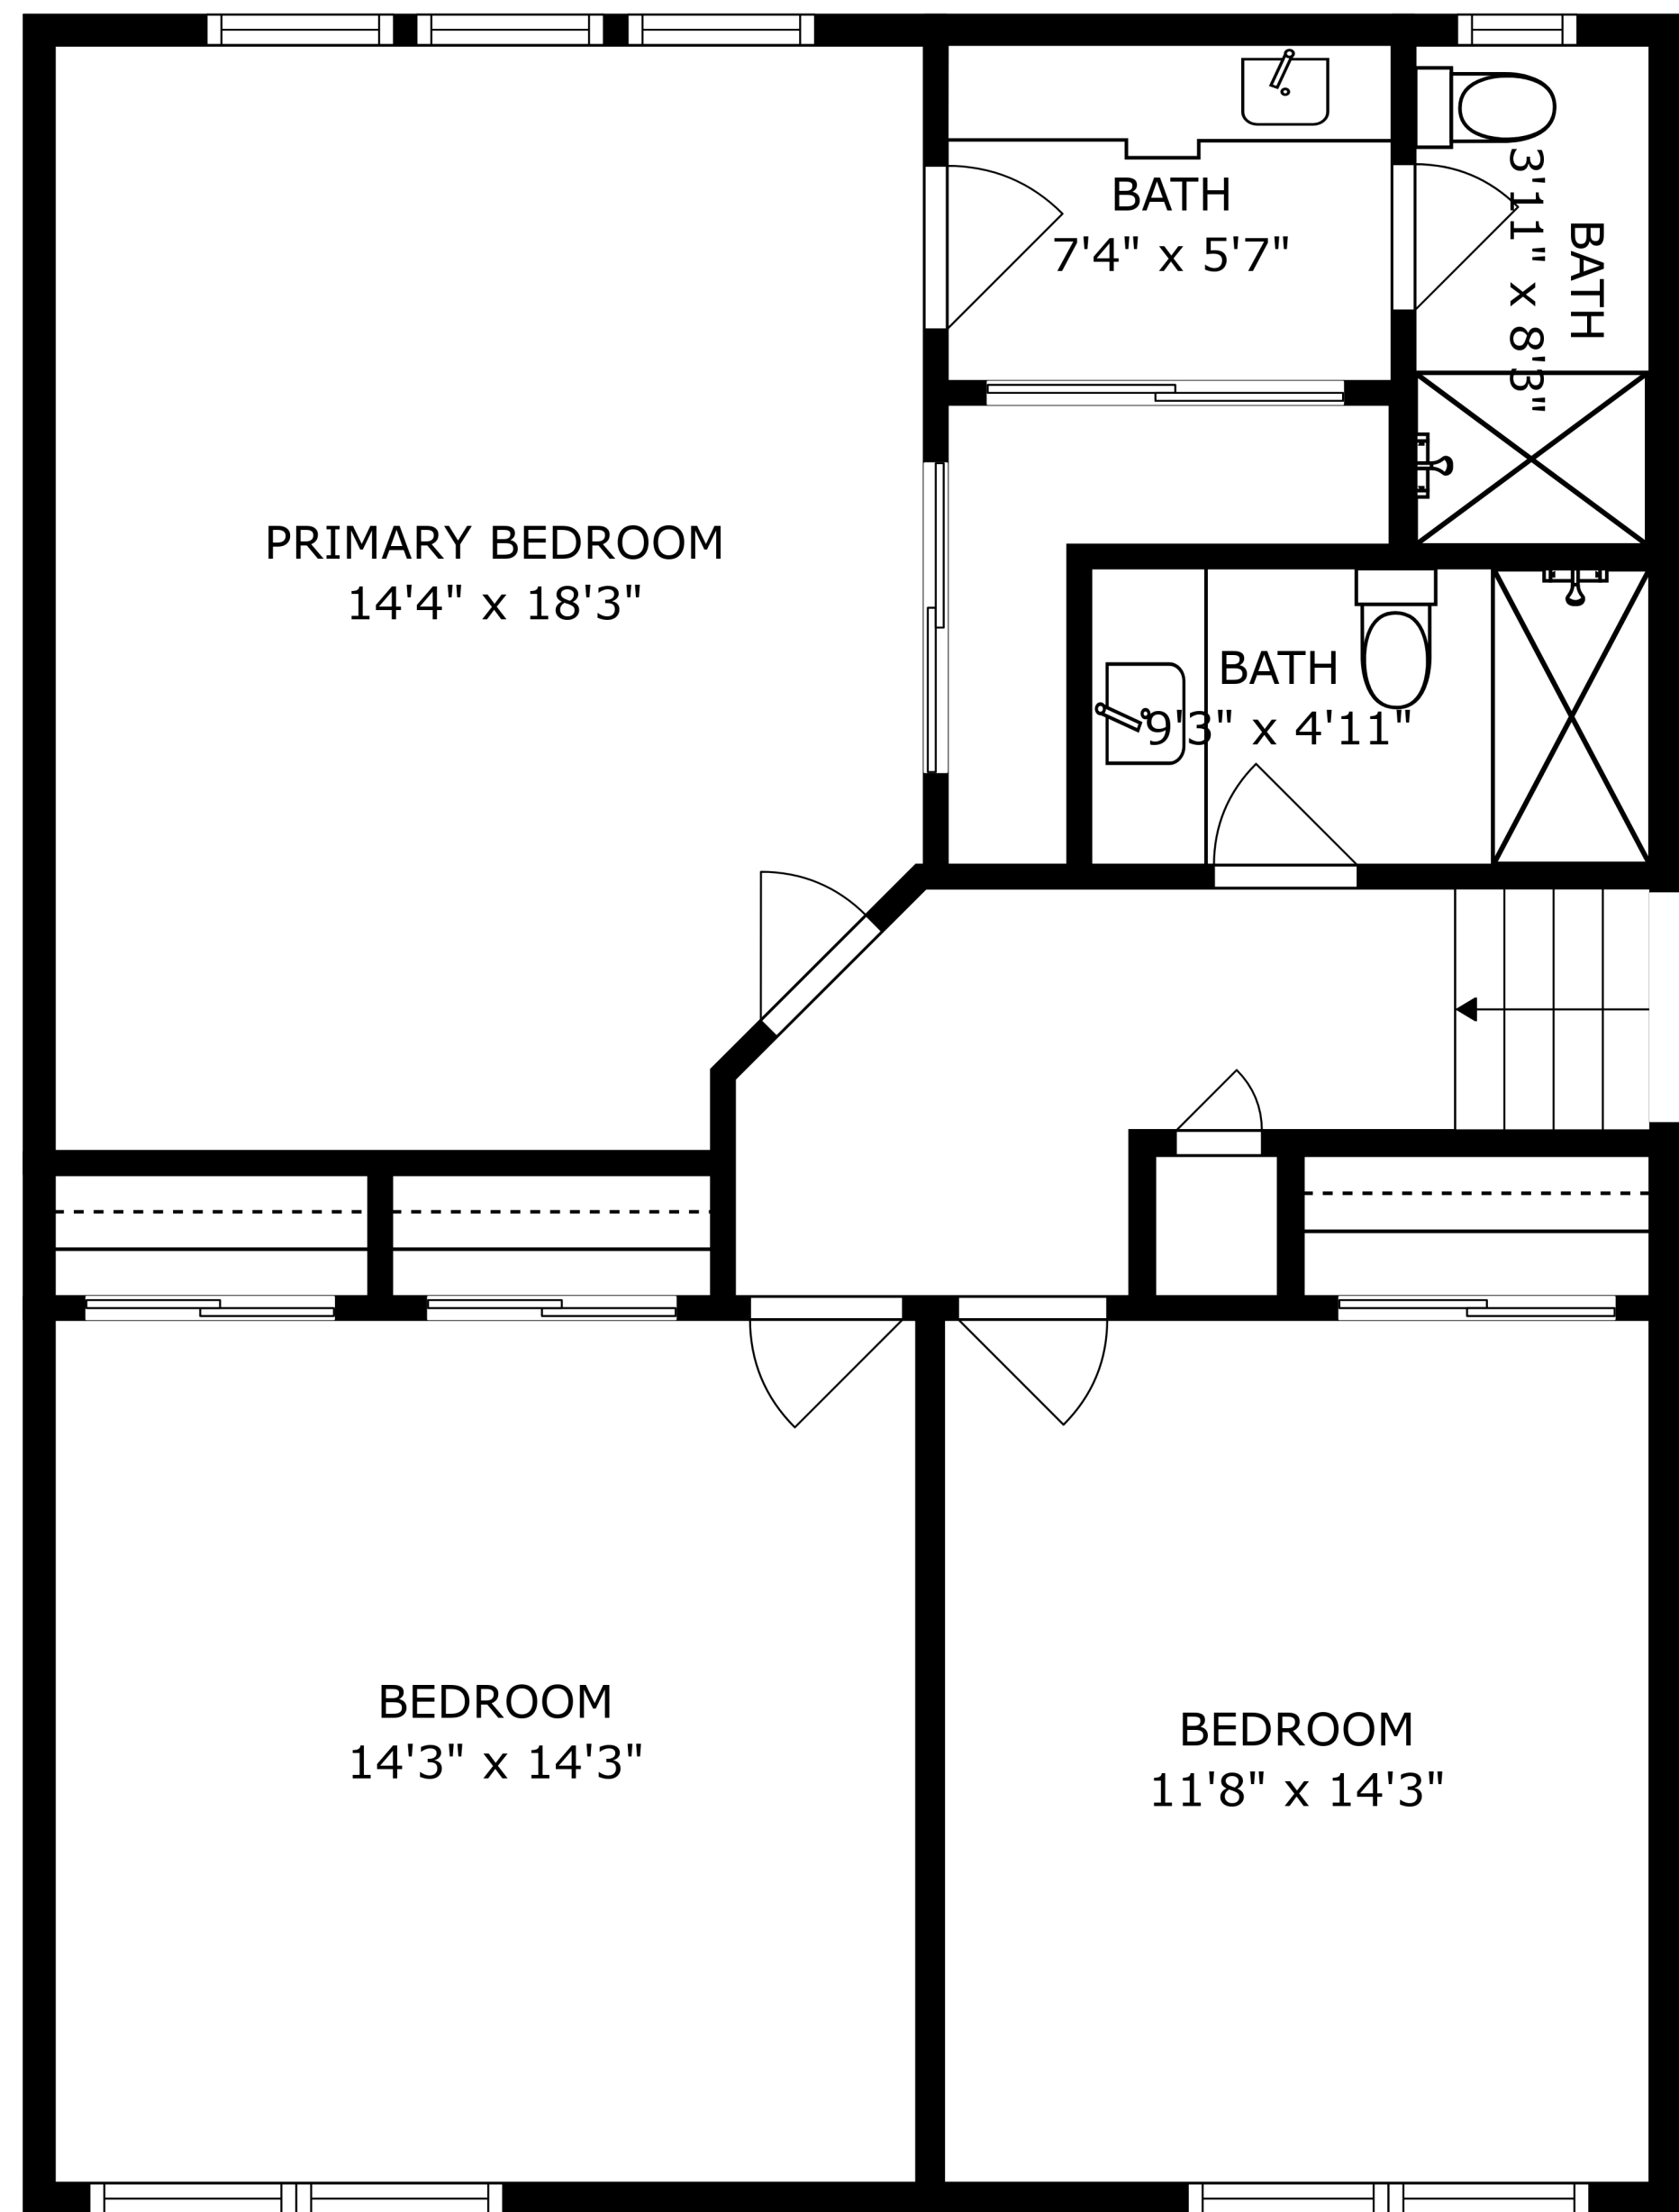 BATH
7'4" x 5'7"
BATH
3'11" x 8'3"
PRIMARY BEDROOM
14'4" x 18'3"
BATH
9'3" x 4'11"
BEDROOM
14'3" x 14'3"
BEDROOM
11'8" x 14'3"